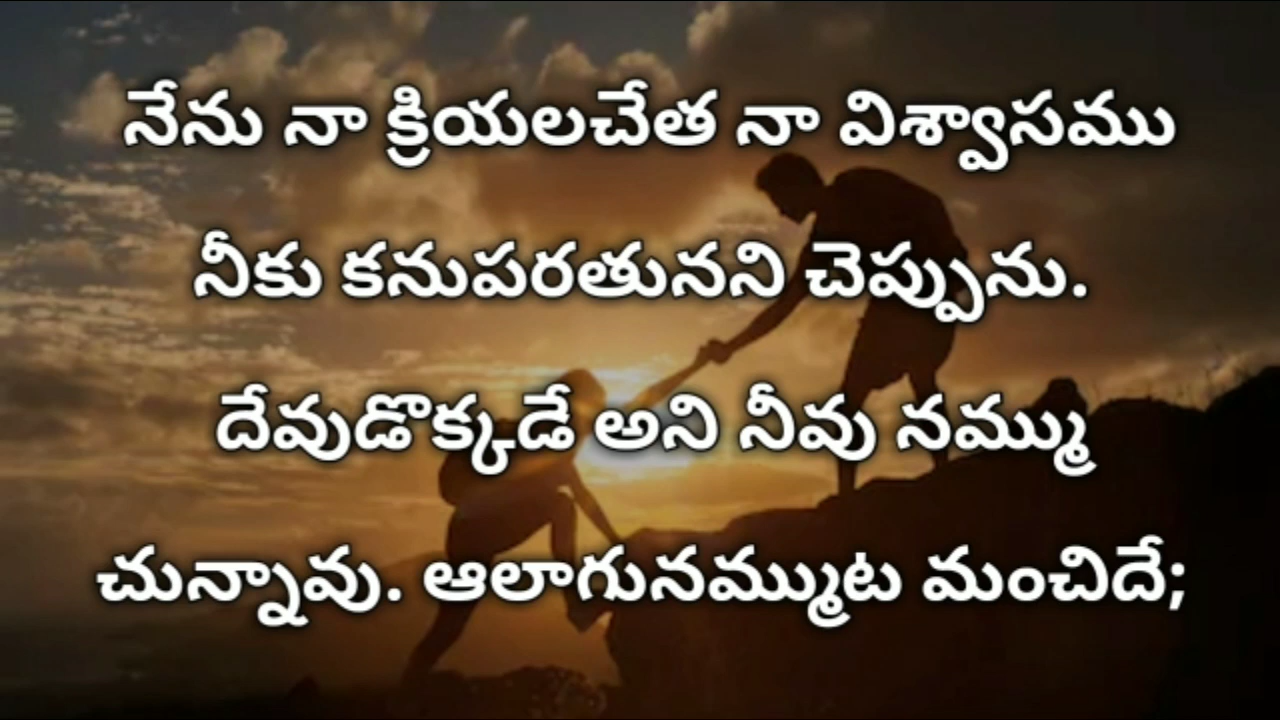 నేను నా క్రియలచేత నా విశ్వాసము
నీకు కనుపరతునని చెప్పును.
దేవుడొక్కడే అని నీవు నమ్ము
చున్నావు. ఆలాగునమ్ముట మంచిదే;